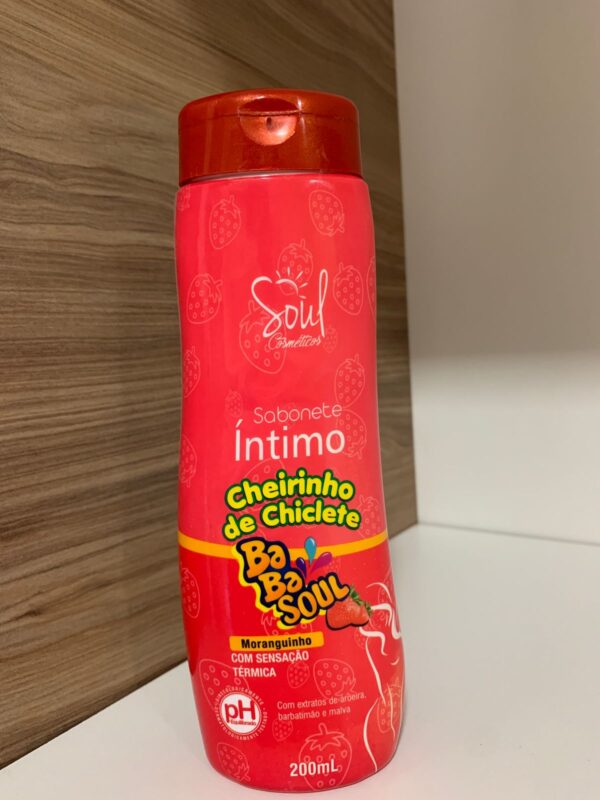 Soul
Cosméticos
Sabonete
Íntimo
Cheirinho
de Chiclete
Ba
Ba
SOUL
Moranguinho
COM SENSAÇÃO
TÉRMICA
Com extratos de aroeira,
barbatimão e malva
pH
Equilibrado
200mL